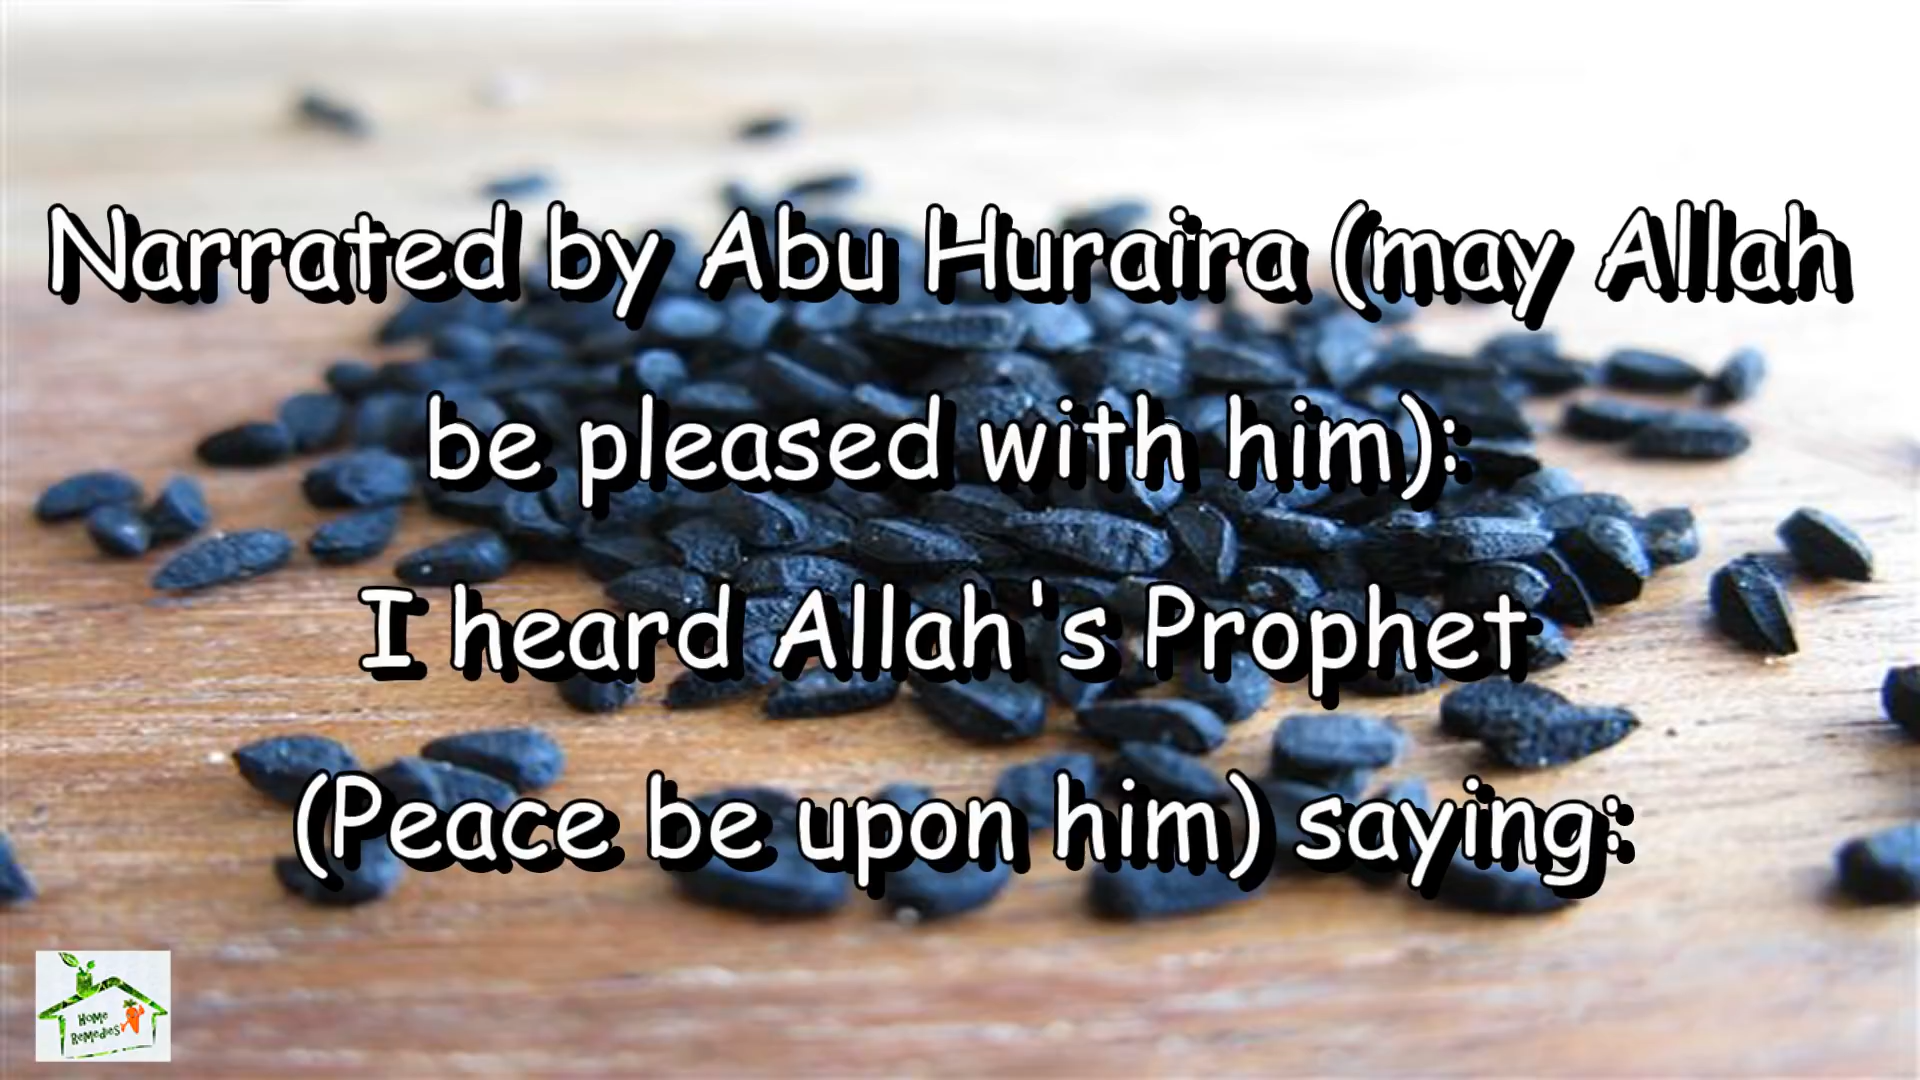 Narrated by Abu Huraira (may Allah
be pleased with him):
I heard Allah's Prophet
(Peace be upon him) saying:
Home
Remedies